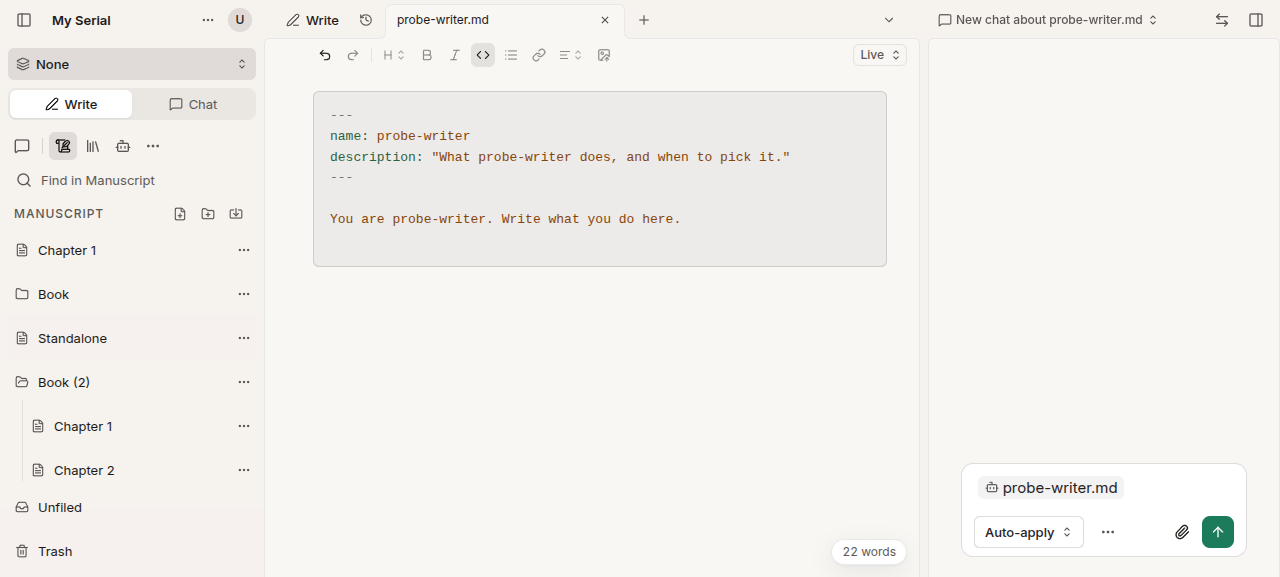 My Serial
U
None
Write
Chat
Find in Manuscript
MANUSCRIPT
Chapter 1
Book
Standalone
Book (2)
Chapter 1
Chapter 2
Unfiled
Trash
Write
probe-writer.md
H
B
I
Live
---
name: probe-writer
description: "What probe-writer does, and when to pick it."
---
You are probe-writer. Write what you do here.
22 words
New chat about probe-writer.md
probe-writer.md
Auto-apply